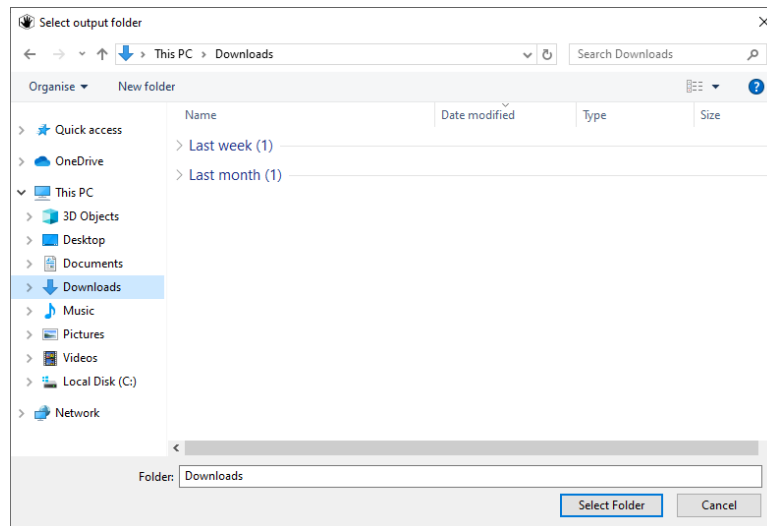 Select output folder
This PC > Downloads
Search Downloads
Organise
New folder
Name Date modified Type Size
Quick access
OneDrive
This PC
3D Objects
Desktop
Documents
Downloads
Music
Pictures
Videos
Local Disk (C:)
Network
Last week (1)
Last month (1)
Folder: Downloads
Select Folder Cancel